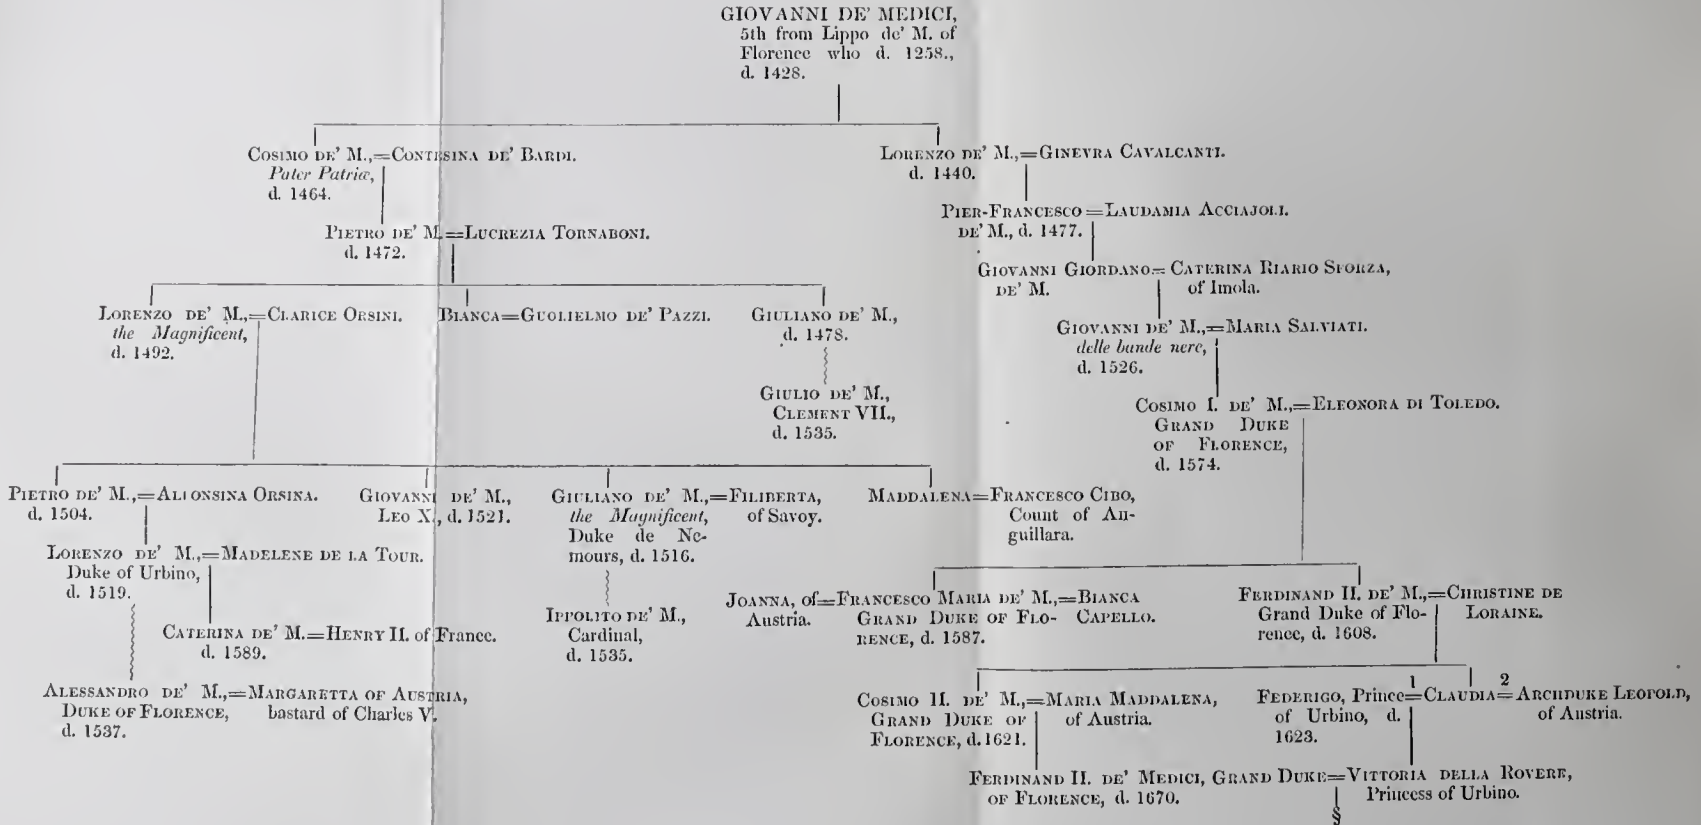 GIOVANNI DE' MEDICI,
5th from Lippo de' M. of
Florence who d. 1258.,
d. 1428.
COSIMO DE' M.,=CONTESINA DE' BARDI.
Pater Patriæ,
d. 1464.
LORENZO DE' M.,=GINEVRA CAVALCANTI.
d. 1440.
PIETRO DE' M.=LUCREZIA TORNABONI.
d. 1472.
PIER-FRANCESCO=LAUDAMIA ACCIAJOLI.
DE' M., d. 1477.
GIOVANNI GIORDANO=CATERINA RIARIO SFORZA,
DE' M. of Imola.
LORENZO DE' M.,=CLARICE ORSINI.
the Magnificent,
d. 1492.
BIANCA=GUGLIELMO DE' PAZZI.
GIULIANO DE' M.,
d. 1478.
GIOVANNI DE' M.,=MARIA SALVIATI.
delle bande nere,
d. 1526.
GIULIO DE' M.,
CLEMENT VII.,
d. 1535.
COSIMO I. DE' M.,=ELEONORA DI TOLEDO.
GRAND DUKE
OF FLORENCE,
d. 1574.
PIETRO DE' M.,=ALFONSINA ORSINA.
d. 1504.
GIOVANNI DE' M.,
LEO X., d. 1521.
GIULIANO DE' M.,=FILIBERTA,
the Magnificent, of Savoy.
Duke de Ne-
mours, d. 1516.
MADDALENA=FRANCESCO CIBO,
Count of An-
guillara.
LORENZO DE' M.,=MADELENE DE LA TOUR.
Duke of Urbino,
d. 1519.
CATERINA DE' M.=HENRY II. of France.
d. 1589.
IPPOLITO DE' M.,
Cardinal,
d. 1535.
JOANNA, of=FRANCESCO MARIA DE' M.,=BIANCA
Austria. GRAND DUKE OF FLO- CAPELLO.
RENCE, d. 1587.
FERDINAND II. DE' M.,=CHRISTINE DE
Grand Duke of Flo- LORAINE.
rence, d. 1608.
ALESSANDRO DE' M.,=MARGARETTA OF AUSTRIA,
DUKE OF FLORENCE, bastard of Charles V.
d. 1537.
COSIMO II. DE' M.,=MARIA MADDALENA,
GRAND DUKE OF of Austria.
FLORENCE, d. 1621.
1 2
FEDERIGO, Prince=CLAUDIA=ARCHDUKE LEOPOLD,
of Urbino, d. of Austria.
1623.
FERDINAND II. DE' MEDICI, GRAND DUKE=VITTORIA DELLA ROVERE,
OF FLORENCE, d. 1670. Princess of Urbino.
§